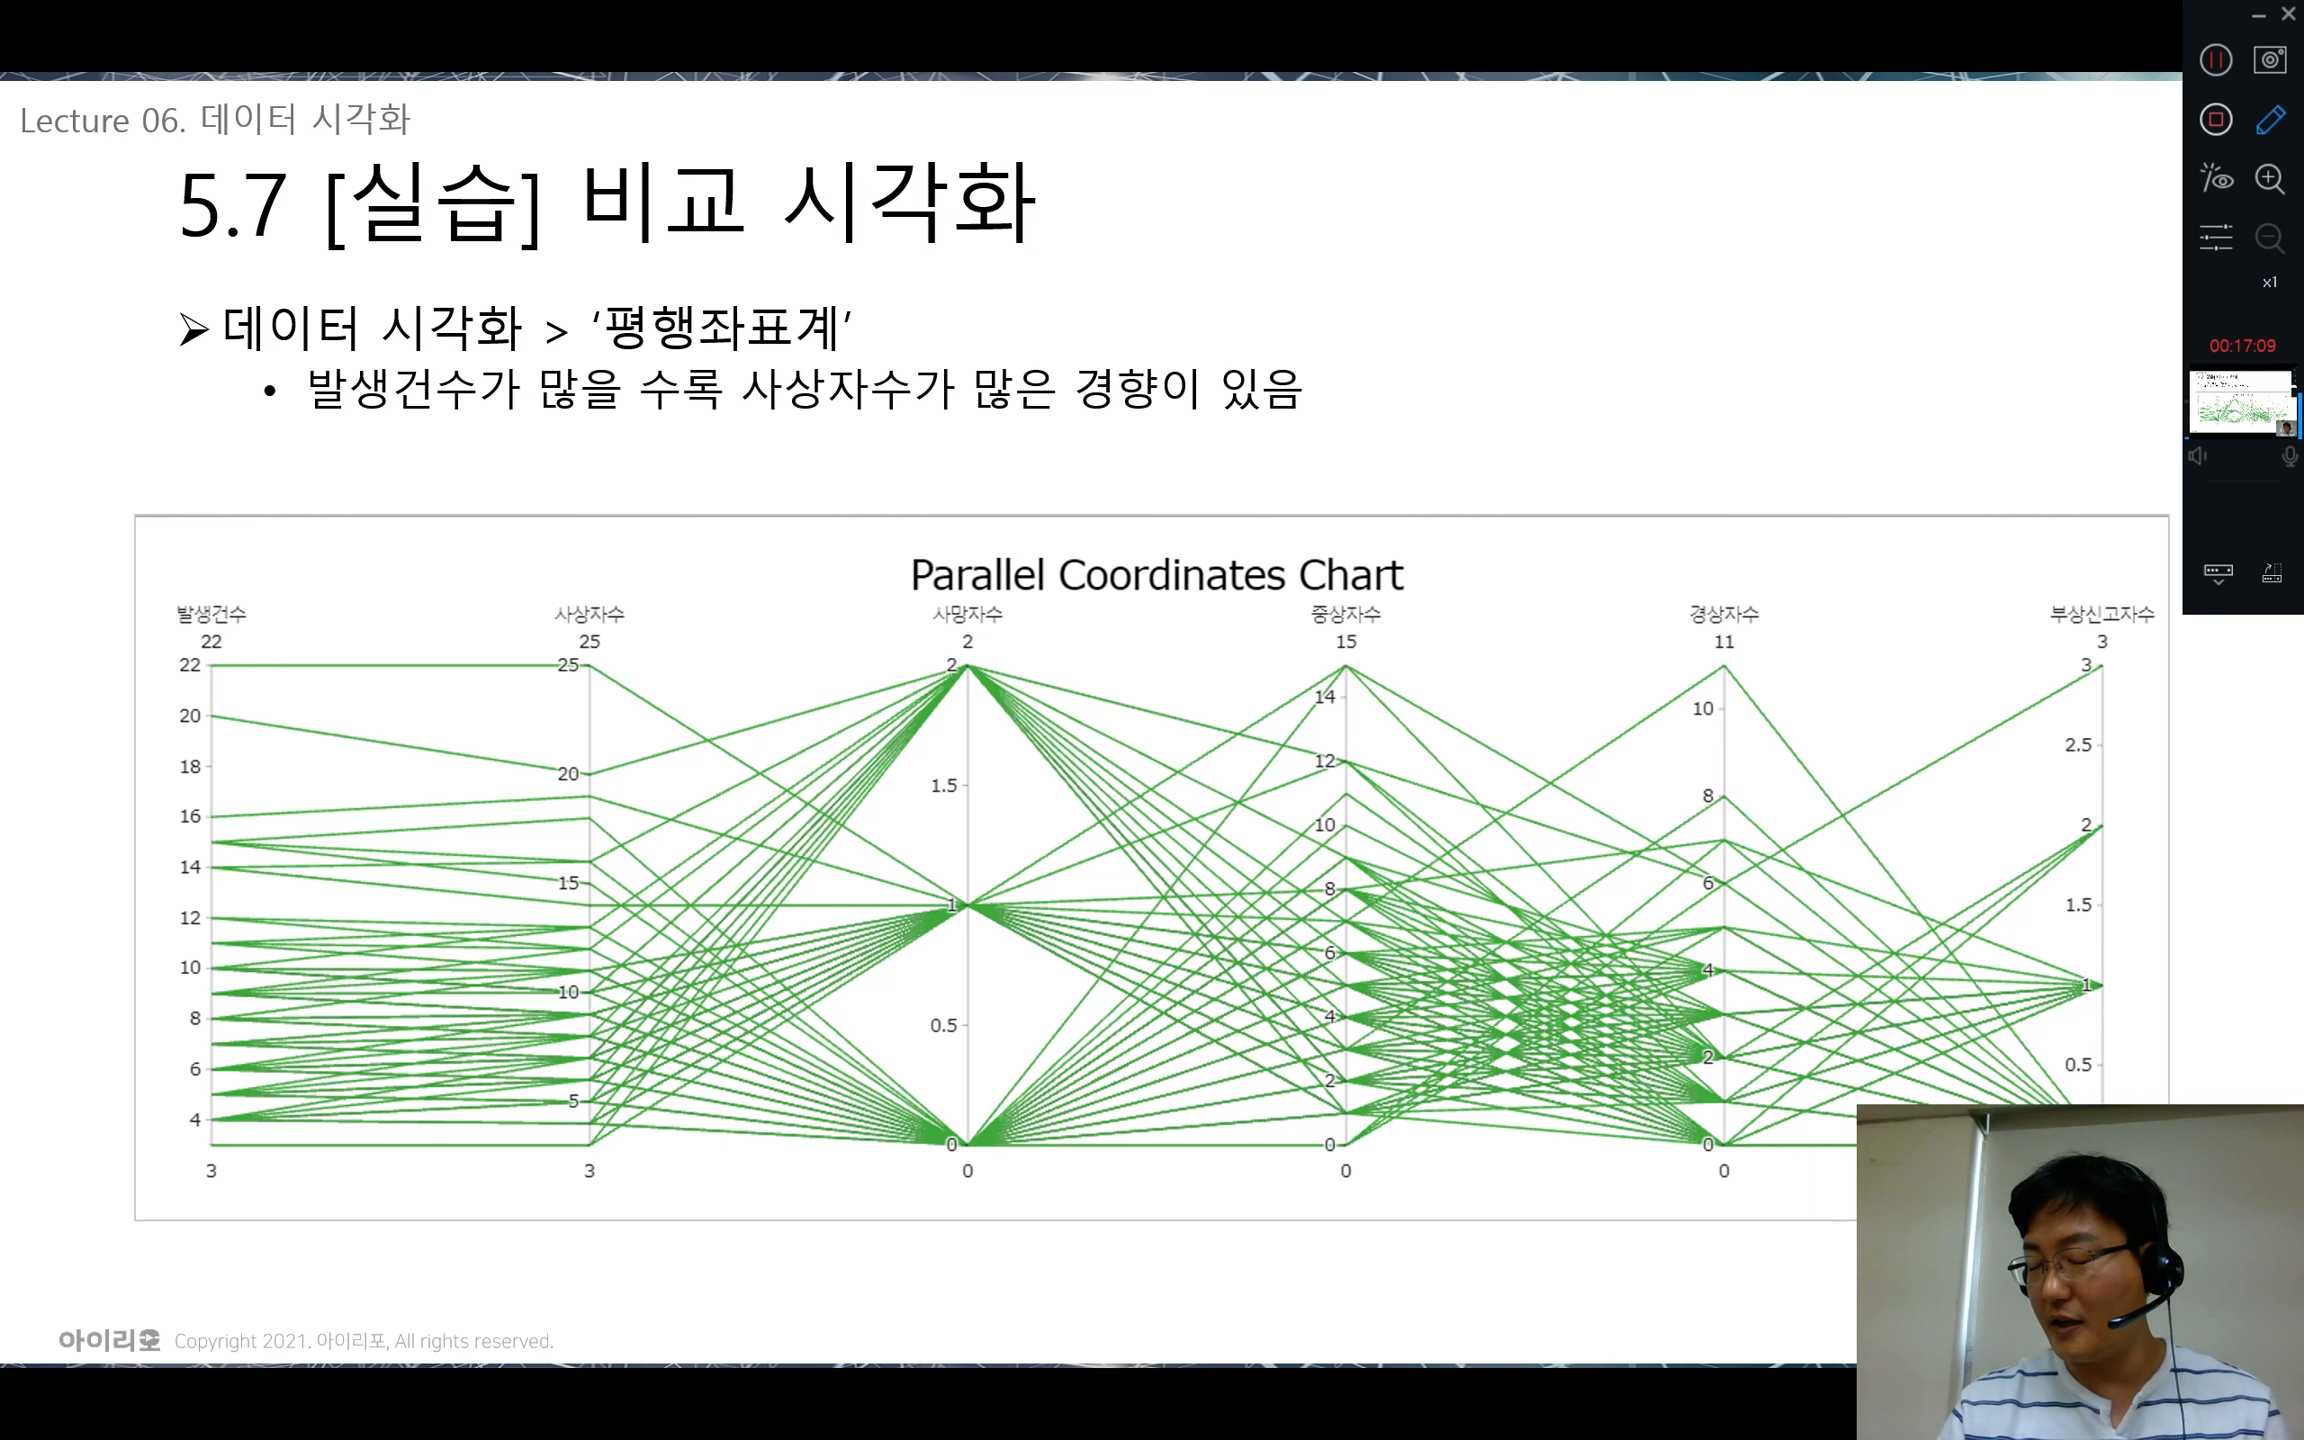 Lecture 06. 데이터 시각화
5.7 [실습] 비교 시각화
데이터 시각화 > ‘평행좌표계’
발생건수가 많을 수록 사상자수가 많은 경향이 있음
Parallel Coordinates Chart
발생건수 사상자수 사망자수 중상자수 경상자수 부상신고자수
22 25 2 15 11 3
22 20 18 16 14 12 10 8 6 4
25 20 15 10 5
2 1.5 1 0.5 0
14 12 10 8 6 4 2 0
10 8 6 4 2 0
3 2.5 2 1.5 1 0.5
3 3 0 0 0
아이리포 Copyright 2021. 아이리포, All rights reserved.
x1
00:17:09